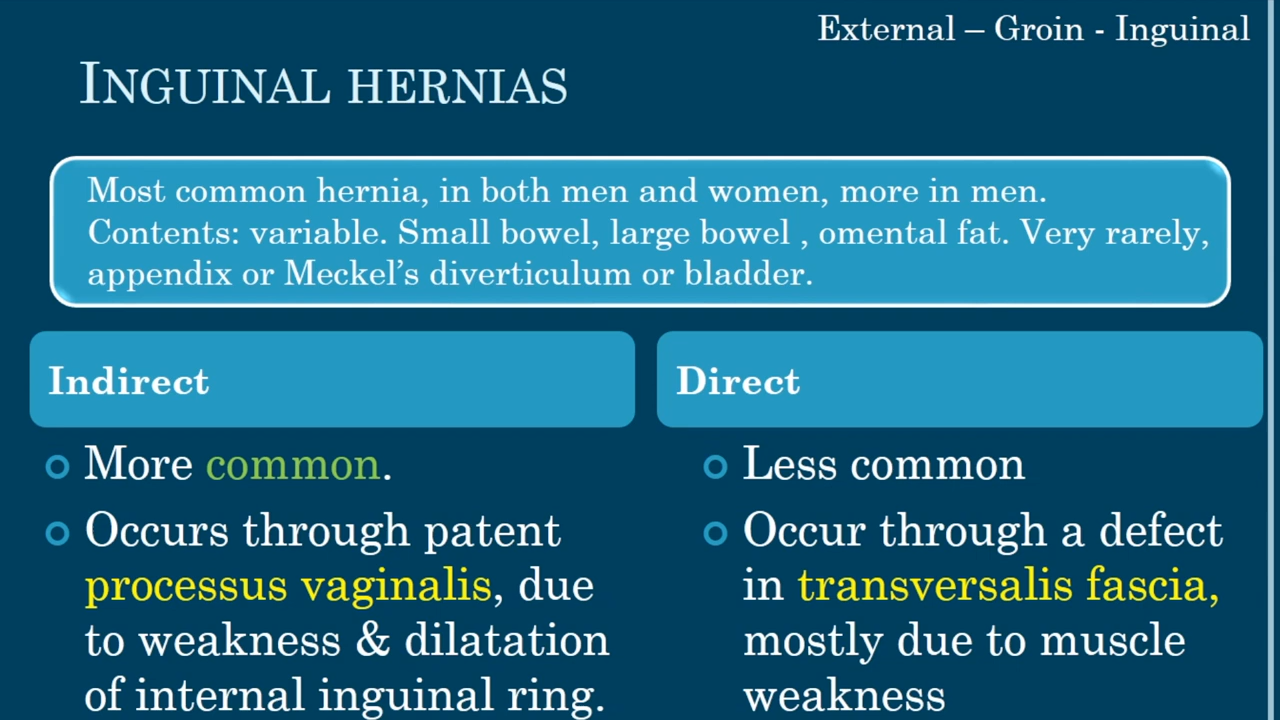 External – Groin - Inguinal
INGUINAL HERNIAS
Most common hernia, in both men and women, more in men.
Contents: variable. Small bowel, large bowel , omental fat. Very rarely,
appendix or Meckel’s diverticulum or bladder.
Indirect
More common.
Occurs through patent
processus vaginalis, due
to weakness & dilatation
of internal inguinal ring.
Direct
Less common
Occur through a defect
in transversalis fascia,
mostly due to muscle
weakness